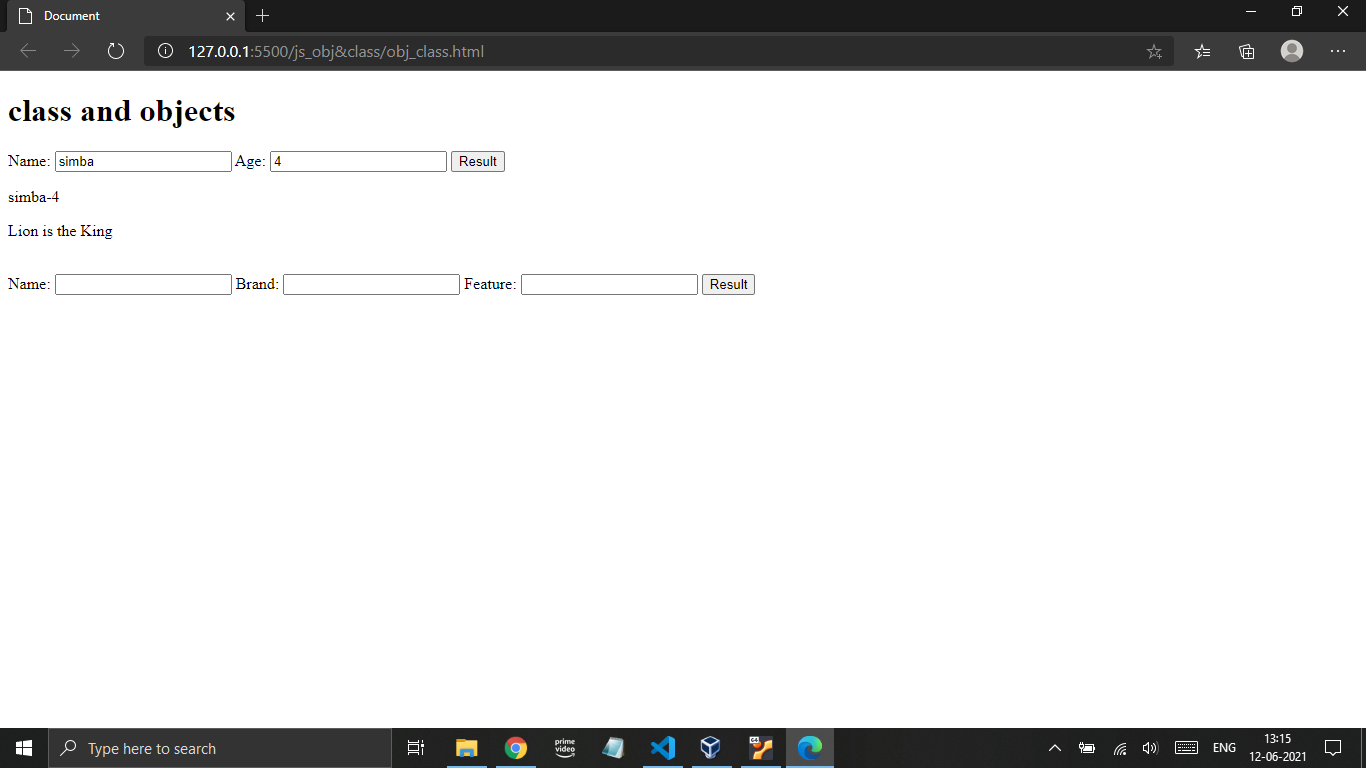 Document
127.0.0.1:5500/js_obj&class/obj_class.html
class and objects
Name: simba Age: 4 Result
simba-4
Lion is the King
Name: Brand: Feature: Result
Type here to search
prime video
64
ENG
13:15
12-06-2021